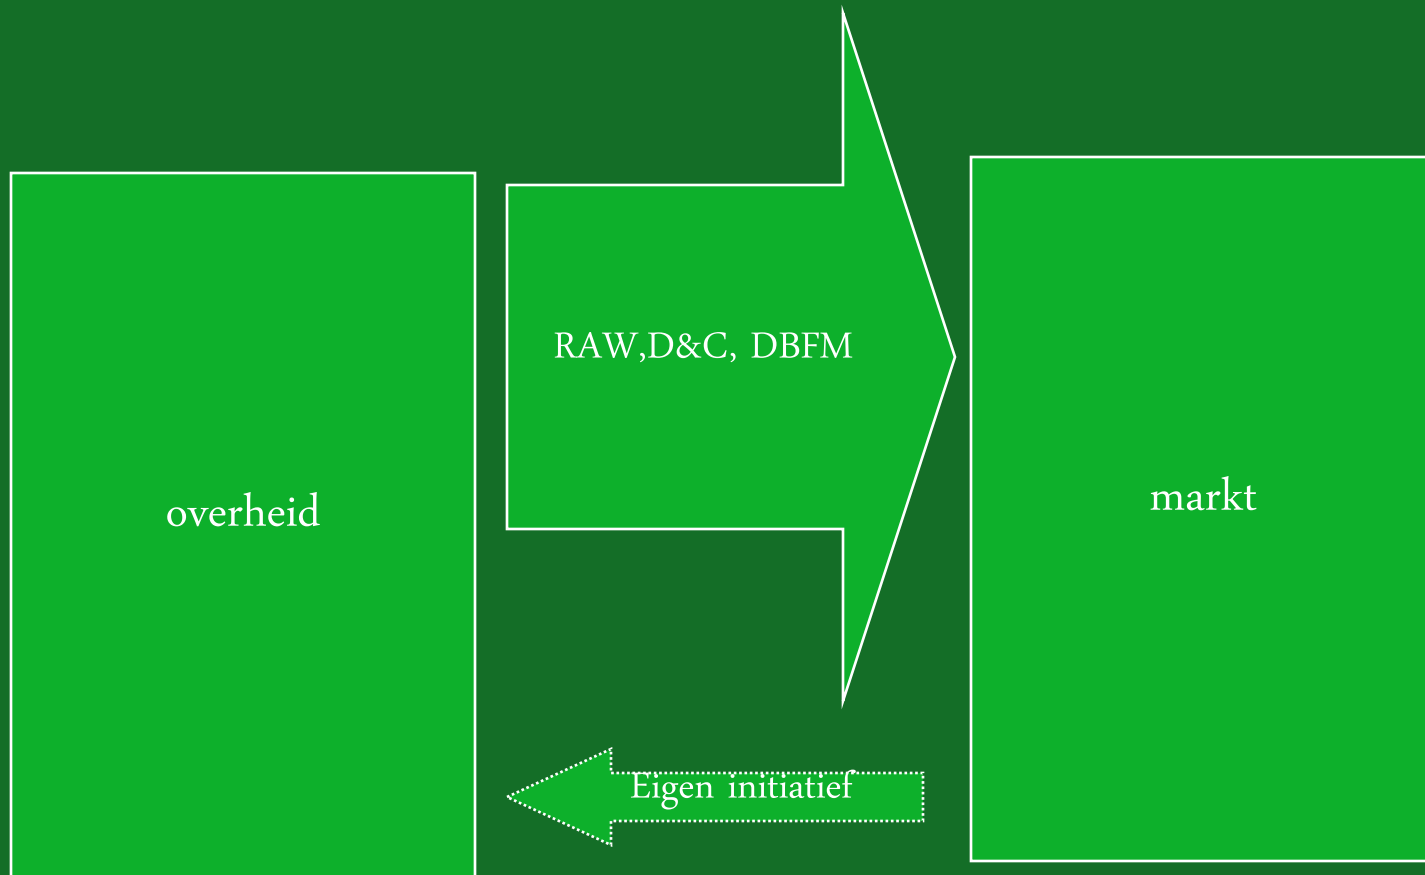 RAW,D&C, DBFM
overheid
markt
Eigen initiatief